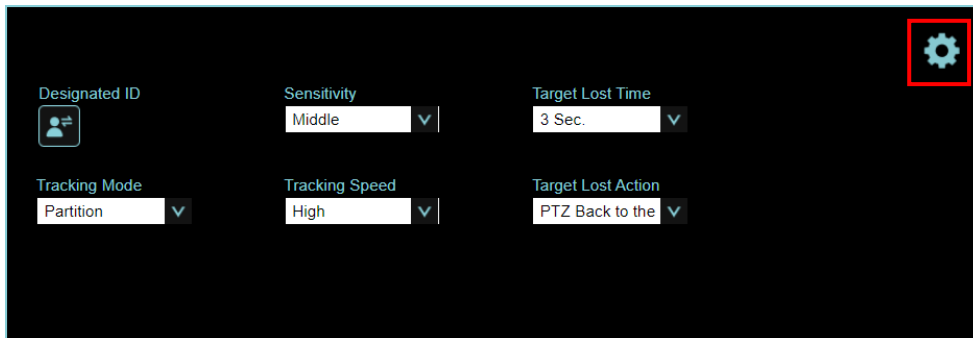 Designated ID
Sensitivity
Target Lost Time
Middle
3 Sec.
Tracking Mode
Tracking Speed
Target Lost Action
Partition
High
PTZ Back to the